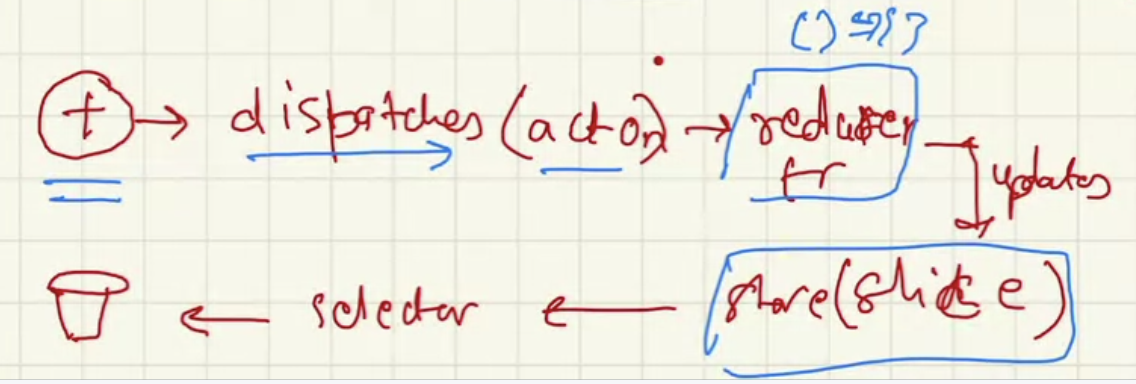 () => {}
+ → dispatches (action) → reducer
fn
updates
store (slice)
← selector ←